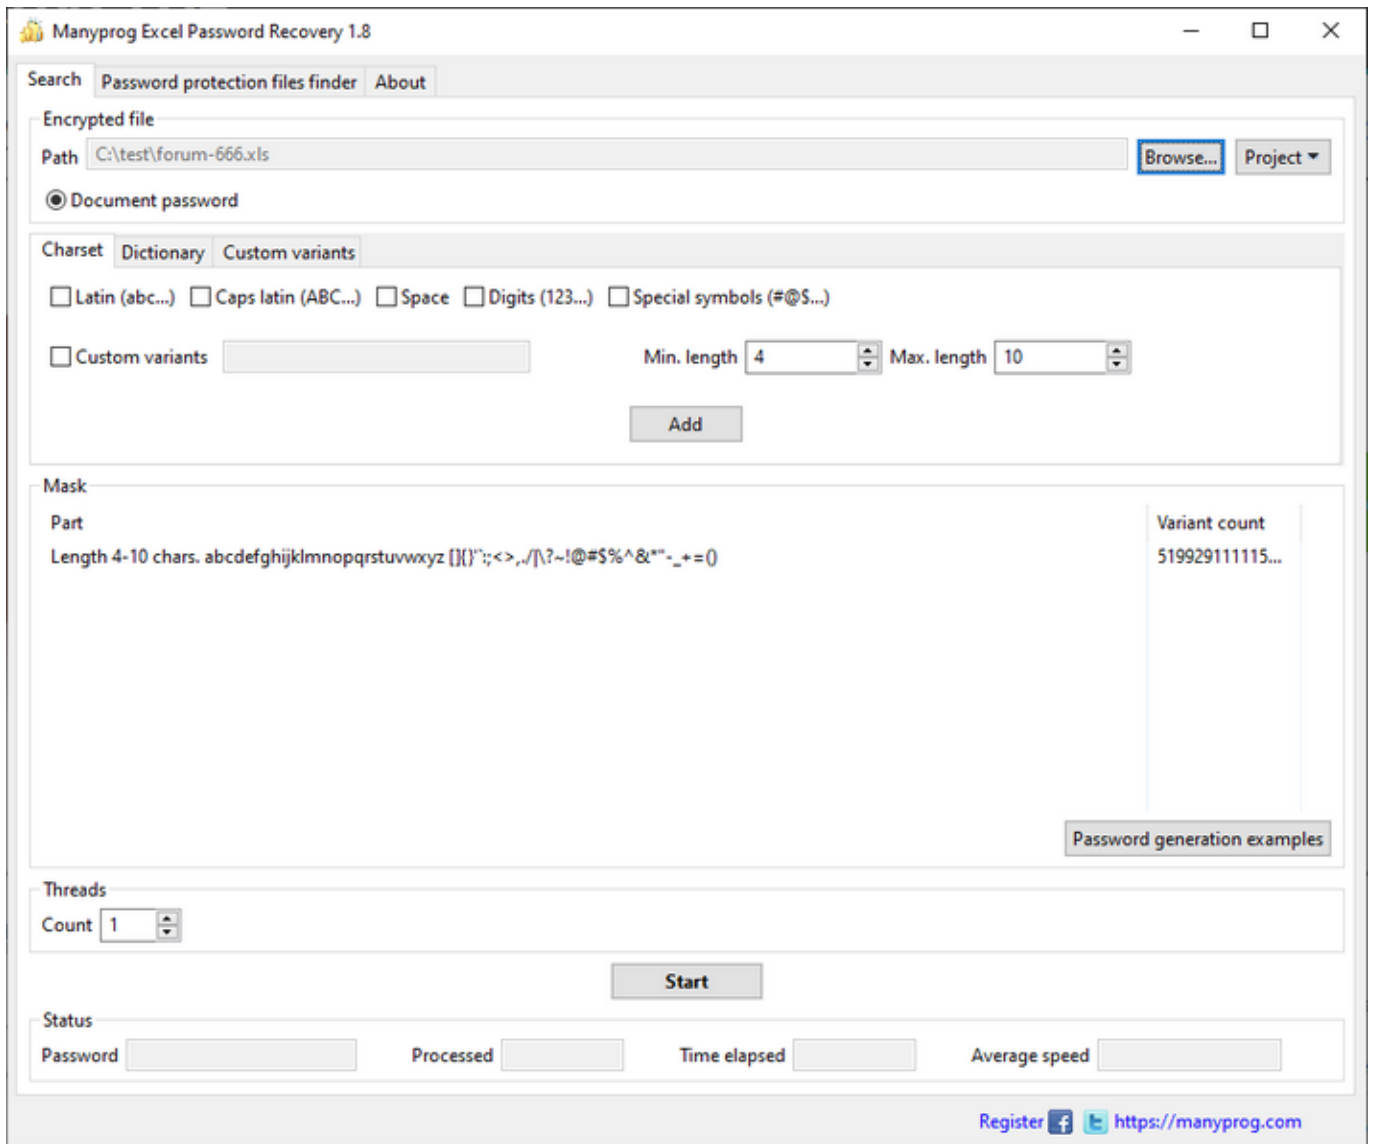 Manyprog Excel Password Recovery 1.8
Search Password protection files finder About
Encrypted file
Path C:\test\forum-666.xls Browse... Project
Document password
Charset Dictionary Custom variants
Latin (abc...) Caps latin (ABC...) Space Digits (123...) Special symbols (#@$...)
Custom variants Min. length 4 Max. length 10
Add
Mask
Part Variant count
Length 4-10 chars. abcdefghijklmnopqrstuvwxyz []{}'`:;<>,./|\?~!@#$%^&*"-_+=() 519929111115...
Password generation examples
Threads
Count 1
Start
Status
Password Processed Time elapsed Average speed
Register https://manyprog.com